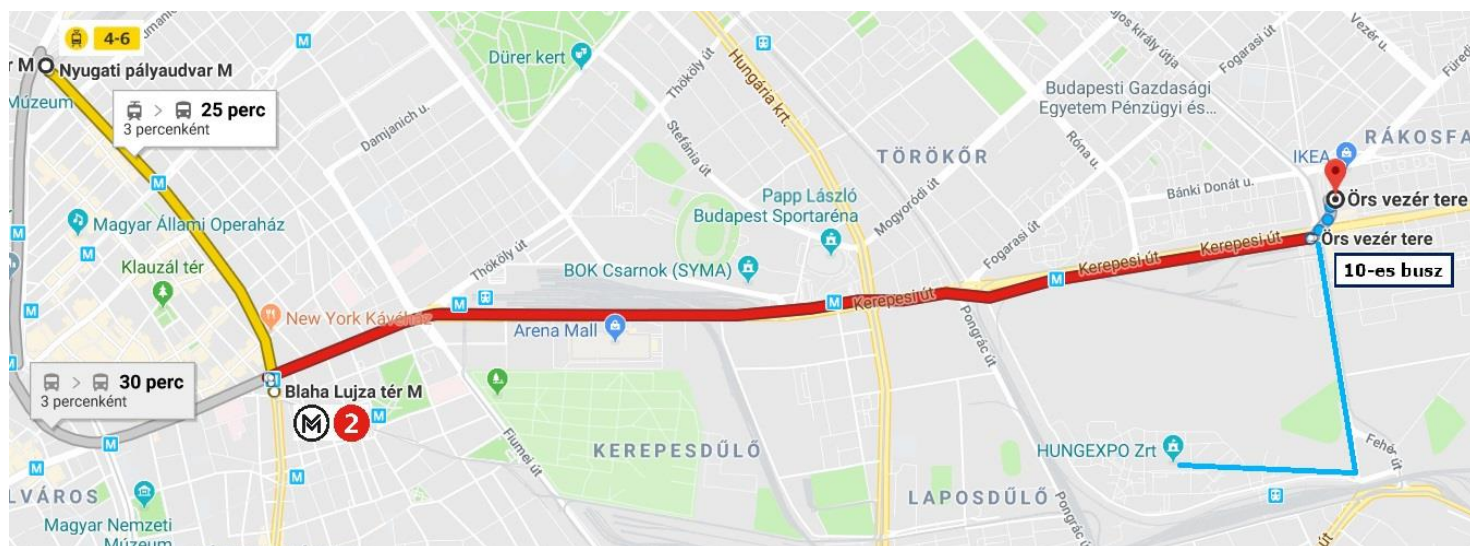 4-6
Nyugati pályaudvar M
Múzeum
25 perc
3 percenként
Damjanich u.
Dürer kert
Thököly út
Stefánia út
Hungária krt.
TÖRÖKŐR
Budapesti Gazdasági
Egyetem Pénzügyi és...
Róna u.
Fogarasi út
Vezér u.
IKEA
RÁKOSFA
Bánki Donát u.
Örs vezér tere
Örs vezér tere
10-es busz
Magyar Állami Operaház
Klauzál tér
Papp László
Budapest Sportaréna
Mogyoródi út
Fogarasi út
Kerepesi út
Kerepesi út
Kerepesi út
Thököly út
BOK Csarnok (SYMA)
New York Kávéház
Arena Mall
Pongrác út
30 perc
3 percenként
Blaha Lujza tér M
M 2
Fiumei út
KEREPESDŰLŐ
HUNGEXPO Zrt
LAPOSDŰLŐ
Pongrác út
LVÁROS
Magyar Nemzeti
Múzeum
út